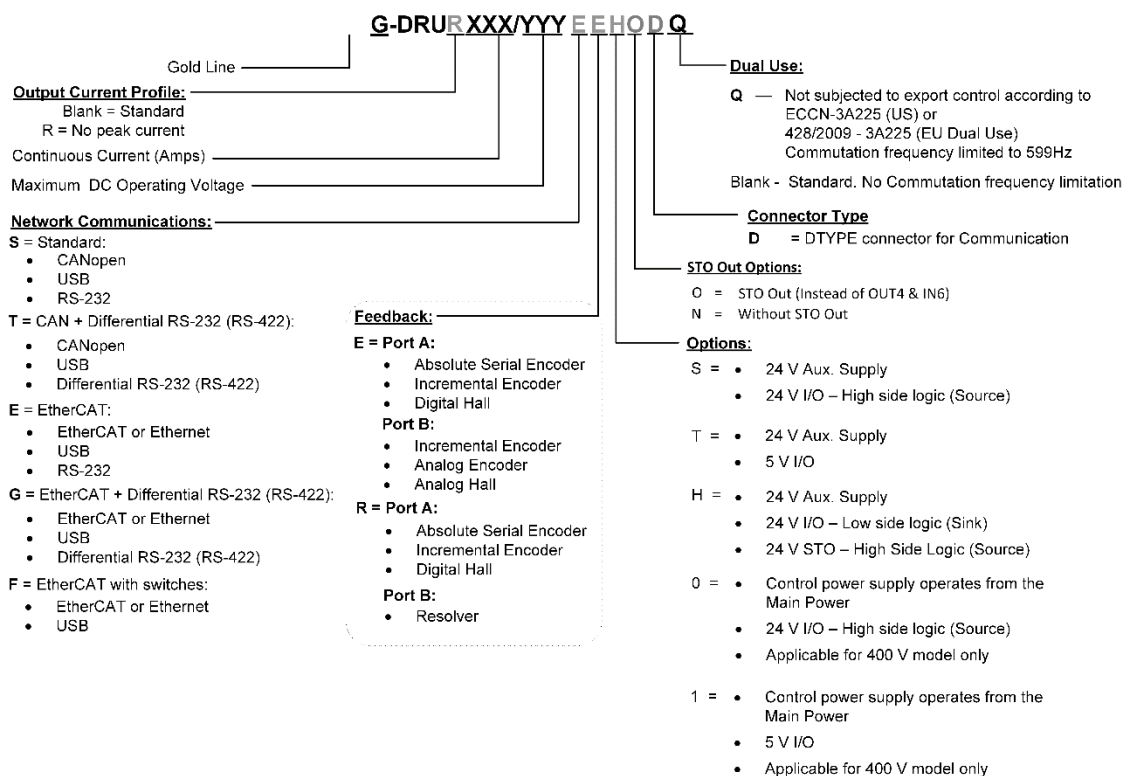 G-DRURXXX/YYYEEHODQ
Gold Line
Output Current Profile:
Blank = Standard
R = No peak current
Continuous Current (Amps)
Maximum DC Operating Voltage
Network Communications:
S = Standard:
• CANopen
• USB
• RS-232
T = CAN + Differential RS-232 (RS-422):
• CANopen
• USB
• Differential RS-232 (RS-422)
E = EtherCAT:
• EtherCAT or Ethernet
• USB
• RS-232
G = EtherCAT + Differential RS-232 (RS-422):
• EtherCAT or Ethernet
• USB
• Differential RS-232 (RS-422)
F = EtherCAT with switches:
• EtherCAT or Ethernet
• USB
Feedback:
E = Port A:
• Absolute Serial Encoder
• Incremental Encoder
• Digital Hall
Port B:
• Incremental Encoder
• Analog Encoder
• Analog Hall
R = Port A:
• Absolute Serial Encoder
• Incremental Encoder
• Digital Hall
Port B:
• Resolver
Dual Use:
Q — Not subjected to export control according to
ECCN-3A225 (US) or
428/2009 - 3A225 (EU Dual Use)
Commutation frequency limited to 599Hz
Blank - Standard. No Commutation frequency limitation
Connector Type
D = DTYPE connector for Communication
STO Out Options:
O = STO Out (Instead of OUT4 & IN6)
N = Without STO Out
Options:
S = • 24 V Aux. Supply
• 24 V I/O – High side logic (Source)
T = • 24 V Aux. Supply
• 5 V I/O
H = • 24 V Aux. Supply
• 24 V I/O – Low side logic (Sink)
• 24 V STO – High Side Logic (Source)
0 = • Control power supply operates from the
Main Power
• 24 V I/O – High side logic (Source)
• Applicable for 400 V model only
1 = • Control power supply operates from the
Main Power
• 5 V I/O
• Applicable for 400 V model only